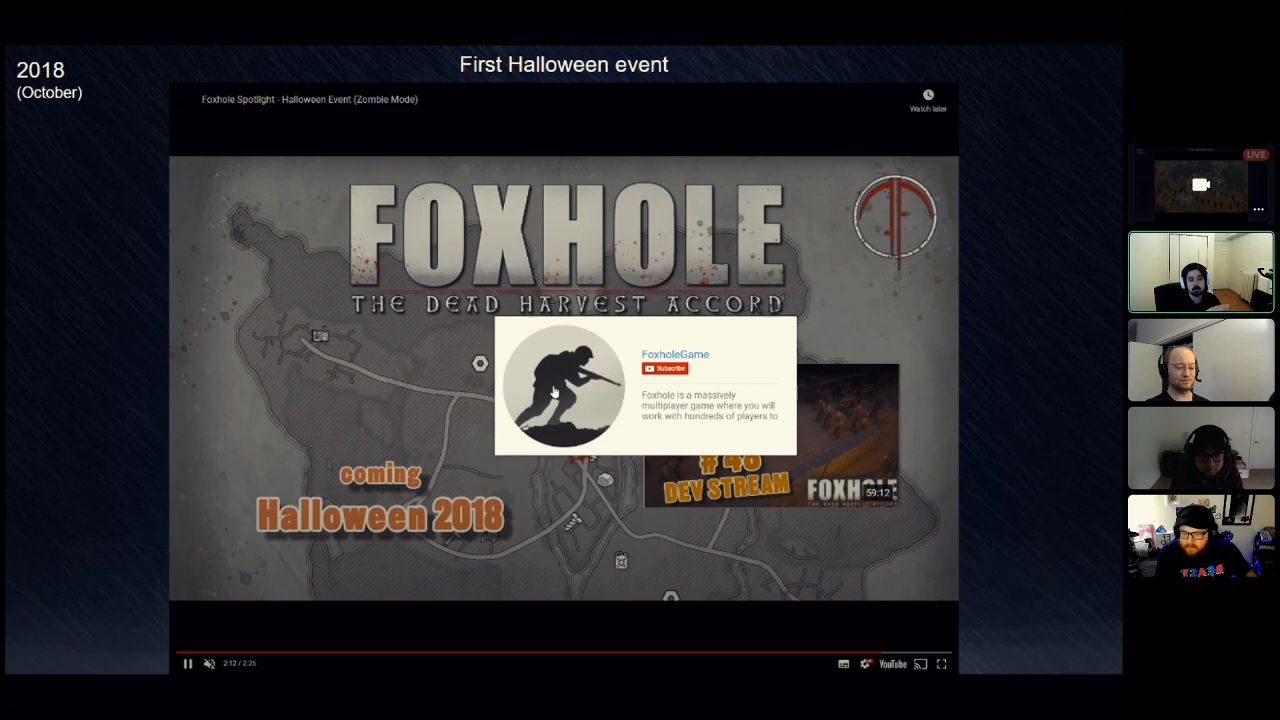 2018
(October)
First Halloween event
Foxhole Spotlight - Halloween Event (Zombie Mode)
Watch later
FOXHOLE
THE DEAD HARVEST ACCORD
FoxholeGame
Subscribe
Foxhole is a massively
multiplayer game where you will
work with hundreds of players to
coming
Halloween 2018
# 48
DEV STREAM
FOXHOLE
59:12
2:12 / 2:25
YouTube
LIVE